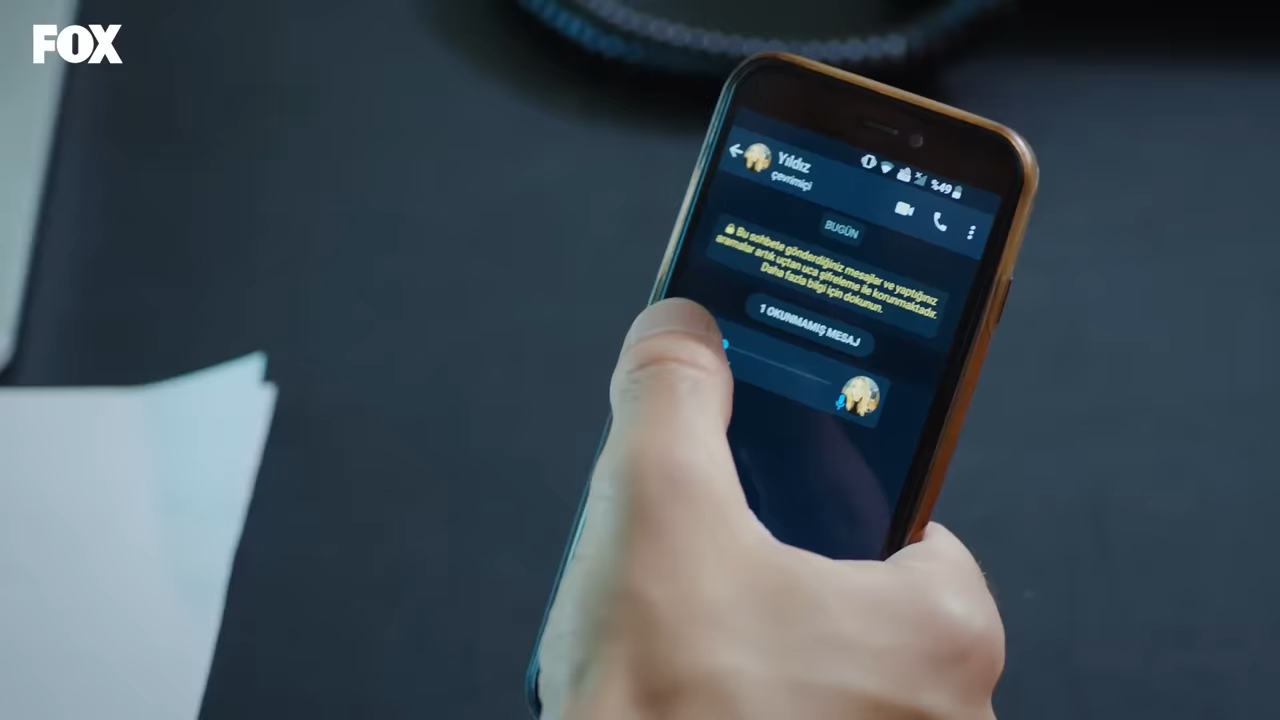 FOX
%49
Yıldız
çevrimiçi
BUGÜN
Bu sohbete gönderdiğiniz mesajlar ve yaptığınız
aramalar artık uçtan uca şifreleme ile korunmaktadır.
Daha fazla bilgi için dokunun.
1 OKUNMAMIŞ MESAJ